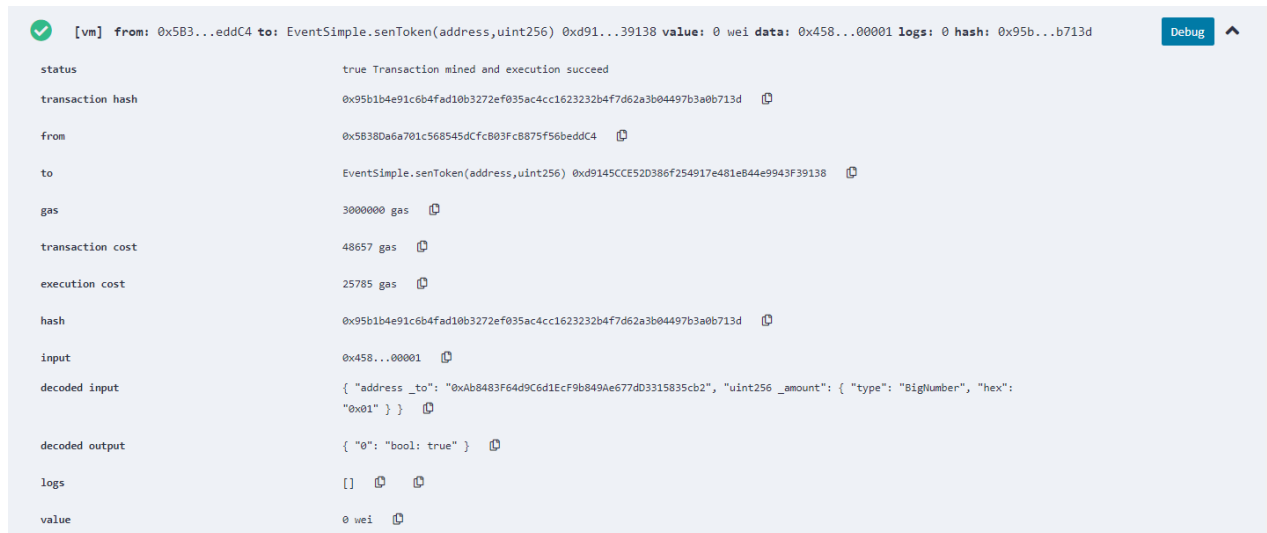 [vm] from: 0x5B3...eddC4 to: EventSimple.senToken(address,uint256) 0xd91...39138 value: 0 wei data: 0x458...00001 logs: 0 hash: 0x95b...b713d Debug
status true Transaction mined and execution succeed
transaction hash 0x95b1b4e91c6b4fad10b3272ef035ac4cc1623232b4f7d62a3b04497b3a0b713d
from 0x5B38Da6a701c568545dCfcB03FcB875f56beddC4
to EventSimple.senToken(address,uint256) 0xd9145CCE52D386f254917e481eB44e9943F39138
gas 3000000 gas
transaction cost 48657 gas
execution cost 25785 gas
hash 0x95b1b4e91c6b4fad10b3272ef035ac4cc1623232b4f7d62a3b04497b3a0b713d
input 0x458...00001
decoded input { "address _to": "0xAb8483F64d9C6d1EcF9b849Ae677dD3315835cb2", "uint256 _amount": { "type": "BigNumber", "hex":
"0x01" } }
decoded output { "0": "bool: true" }
logs []
value 0 wei